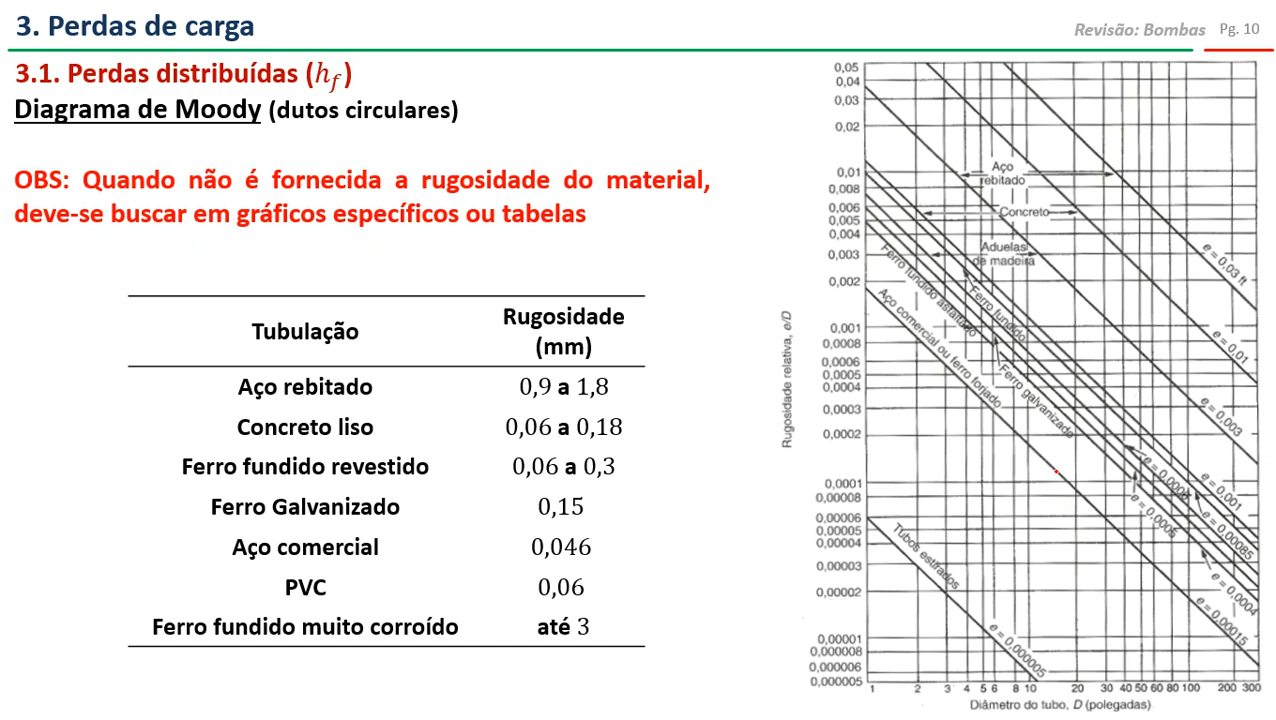 3. Perdas de carga
Revisão: Bombas Pg. 10
3.1. Perdas distribuídas (h_f)
Diagrama de Moody (dutos circulares)
OBS: Quando não é fornecida a rugosidade do material,
deve-se buscar em gráficos específicos ou tabelas
Tubulação Rugosidade
(mm)
Aço rebitado 0,9 a 1,8
Concreto liso 0,06 a 0,18
Ferro fundido revestido 0,06 a 0,3
Ferro Galvanizado 0,15
Aço comercial 0,046
PVC 0,06
Ferro fundido muito corroído até 3
Rugosidade relativa, e/D
0,05
0,04
0,03
0,02
0,01
0,008
0,006
0,005
0,004
0,003
0,002
0,001
0,0008
0,0006
0,0005
0,0004
0,0003
0,0002
0,0001
0,00008
0,00006
0,00005
0,00004
0,00003
0,00002
0,00001
0,000008
0,000006
0,000005
Aço
rebitado
Concreto
Aduelas
de madeira
Ferro fundido
Ferro fundido asfaltado
Ferro galvanizado
Aço comercial ou ferro forjado
Tubos estirados
e = 0,03 ft
e = 0,01
e = 0,003
e = 0,001
e = 0,00085
e = 0,0005
e = 0,0004
e = 0,00015
e = 0,000005
1 2 3 4 5 6 8 10 20 30 40 50 60 80 100 200 300
Diâmetro do tubo, D (polegadas)